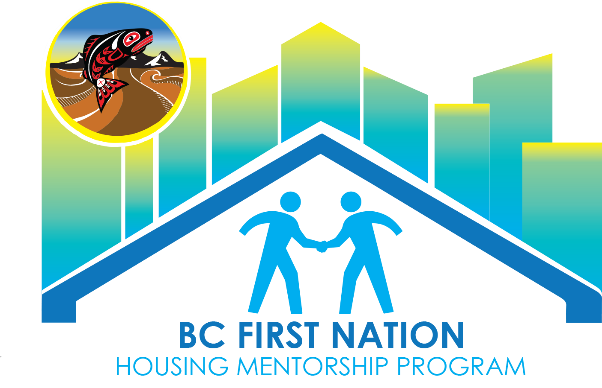 BC FIRST NATION
HOUSING MENTORSHIP PROGRAM